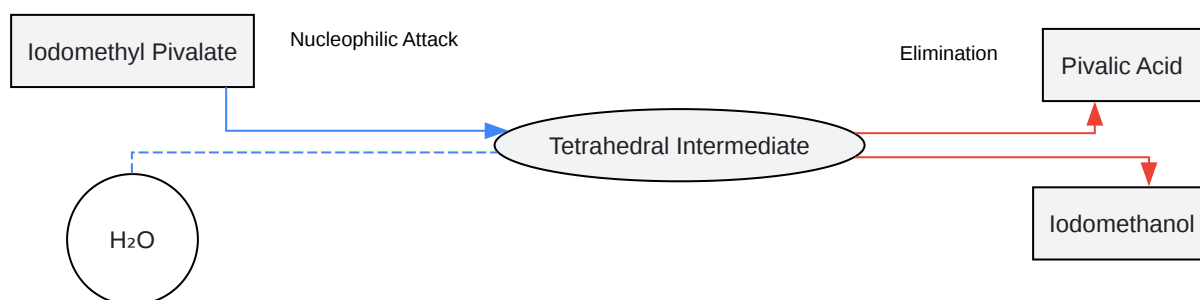 Iodomethyl Pivalate
Nucleophilic Attack
Elimination
Pivalic Acid
Tetrahedral Intermediate
H₂O
Iodomethanol